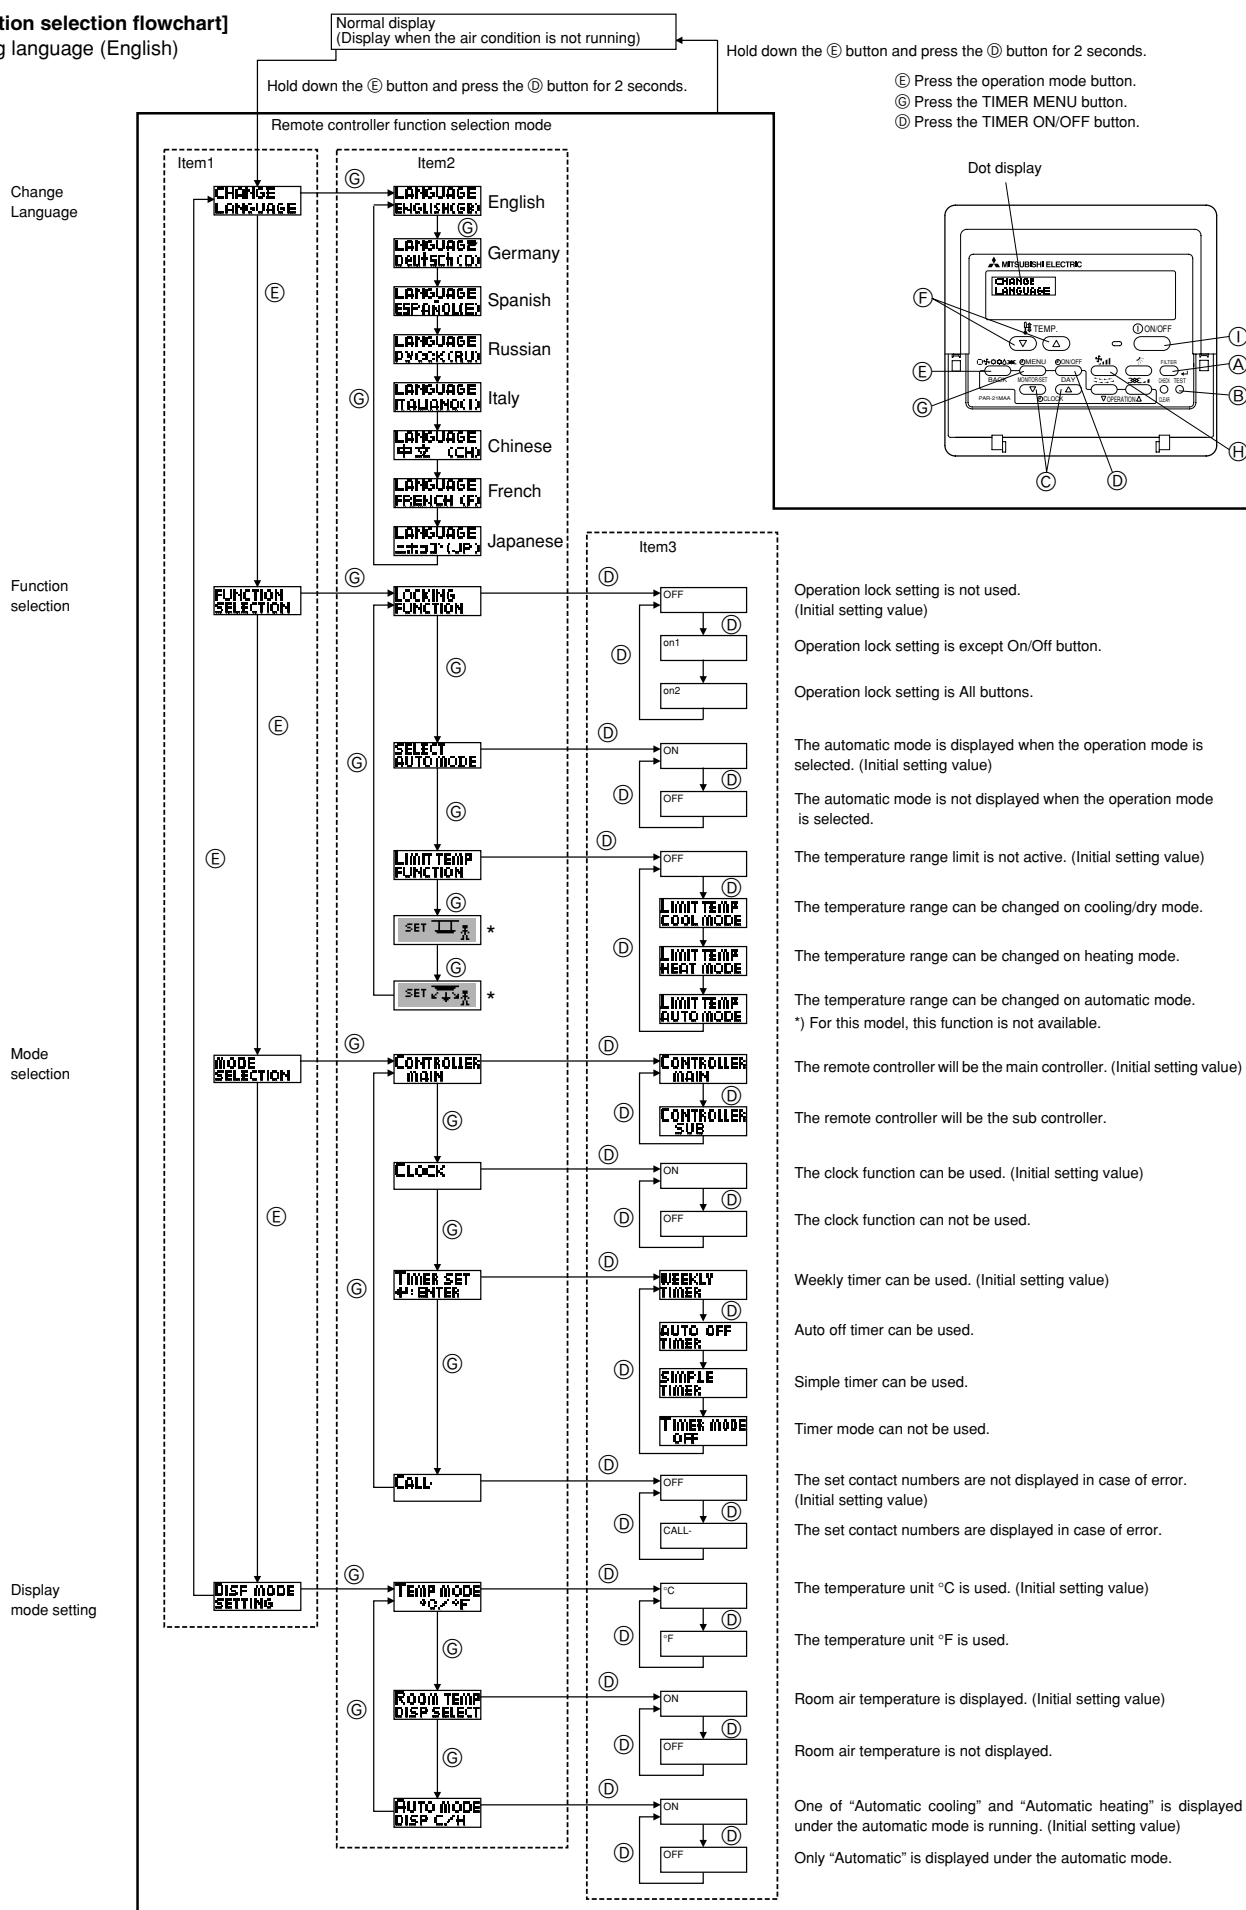 tion selection flowchart]
g language (English)
Normal display
(Display when the air condition is not running)
Hold down the Ⓔ button and press the Ⓓ button for 2 seconds.
Hold down the Ⓔ button and press the Ⓓ button for 2 seconds.
Ⓔ Press the operation mode button.
Ⓖ Press the TIMER MENU button.
Ⓓ Press the TIMER ON/OFF button.
Remote controller function selection mode
Dot display
MITSUBISHI ELECTRIC
CHANGE
LANGUAGE
TEMP.
ON/OFF
MENU
ON/OFF
FILTER
BACK
MONITOR/SET
DAY
CHECK TEST
PAR-21MAA
CLOCK
OPERATION
CLEAR
Ⓕ
Ⓔ
Ⓖ
Ⓘ
Ⓐ
Ⓑ
Ⓗ
Ⓒ
Ⓓ
Item1
Item2
Item3
Change
Language
CHANGE
LANGUAGE
Ⓖ
LANGUAGE
ENGLISH(GB)
English
Ⓖ
LANGUAGE
Deutsch(D)
Germany
Ⓔ
LANGUAGE
ESPAÑOL(E)
Spanish
LANGUAGE
РУССК(RU)
Russian
Ⓖ
LANGUAGE
ITALIANO(I)
Italy
LANGUAGE
中文 (CH)
Chinese
LANGUAGE
FRENCH (F)
French
LANGUAGE
ニホンゴ(JP)
Japanese
Function
selection
FUNCTION
SELECTION
Ⓖ
LOCKING
FUNCTION
Ⓓ
OFF
Operation lock setting is not used.
(Initial setting value)
Ⓓ
Ⓓ
on1
Operation lock setting is except On/Off button.
Ⓖ
on2
Operation lock setting is All buttons.
Ⓔ
Ⓖ
SELECT
AUTO MODE
Ⓓ
ON
The automatic mode is displayed when the operation mode is
selected. (Initial setting value)
Ⓓ
Ⓓ
OFF
The automatic mode is not displayed when the operation mode
is selected.
Ⓖ
Ⓔ
LIMIT TEMP
FUNCTION
Ⓓ
OFF
The temperature range limit is not active. (Initial setting value)
Ⓖ
Ⓓ
LIMIT TEMP
COOL MODE
The temperature range can be changed on cooling/dry mode.
SET
*
Ⓖ
Ⓓ
LIMIT TEMP
HEAT MODE
The temperature range can be changed on heating mode.
SET
*
LIMIT TEMP
AUTO MODE
The temperature range can be changed on automatic mode.
*) For this model, this function is not available.
Mode
selection
MODE
SELECTION
Ⓖ
CONTROLLER
MAIN
Ⓓ
CONTROLLER
MAIN
The remote controller will be the main controller. (Initial setting value)
Ⓓ
Ⓖ
Ⓓ
CONTROLLER
SUB
The remote controller will be the sub controller.
CLOCK
Ⓓ
ON
The clock function can be used. (Initial setting value)
Ⓓ
Ⓔ
Ⓖ
Ⓓ
OFF
The clock function can not be used.
Ⓖ
TIMER SET
↵: ENTER
Ⓓ
WEEKLY
TIMER
Weekly timer can be used. (Initial setting value)
Ⓓ
AUTO OFF
TIMER
Auto off timer can be used.
Ⓖ
Ⓓ
SIMPLE
TIMER
Simple timer can be used.
TIMER MODE
OFF
Timer mode can not be used.
CALL-
Ⓓ
OFF
The set contact numbers are not displayed in case of error.
(Initial setting value)
Ⓓ
Ⓓ
CALL-
The set contact numbers are displayed in case of error.
Display
mode setting
DISP MODE
SETTING
Ⓖ
TEMP MODE
°C/°F
Ⓓ
°C
The temperature unit °C is used. (Initial setting value)
Ⓓ
Ⓖ
Ⓓ
°F
The temperature unit °F is used.
Ⓖ
ROOM TEMP
DISP SELECT
Ⓓ
ON
Room air temperature is displayed. (Initial setting value)
Ⓓ
Ⓖ
Ⓓ
OFF
Room air temperature is not displayed.
AUTO MODE
DISP C/H
Ⓓ
ON
One of “Automatic cooling” and “Automatic heating” is displayed
under the automatic mode is running. (Initial setting value)
Ⓓ
Ⓓ
OFF
Only “Automatic” is displayed under the automatic mode.